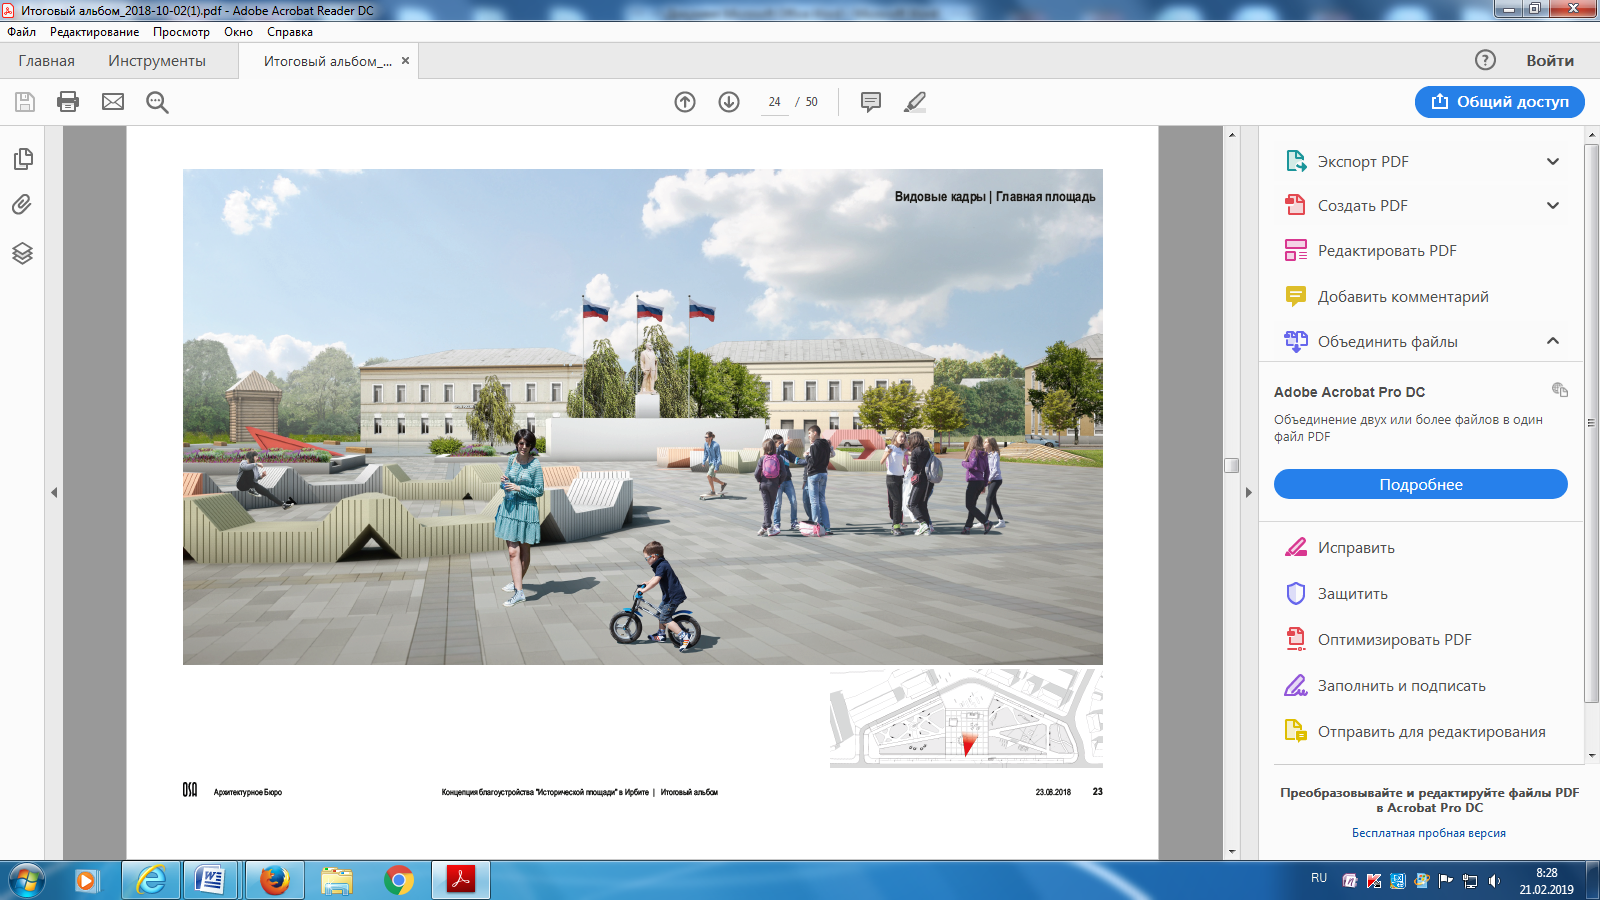 Итоговый альбом_2018-10-02(1).pdf - Adobe Acrobat Reader DC
Файл Редактирование Просмотр Окно Справка
Главная Инструменты Итоговый альбом_... ×
Войти
24 / 50
Общий доступ
Видовые кадры | Главная площадь
DSA Архитектурное Бюро
Концепция благоустройства "Исторической площади" в Ирбите | Итоговый альбом
23.08.2018 23
Экспорт PDF
Создать PDF
Редактировать PDF
Добавить комментарий
Объединить файлы
Adobe Acrobat Pro DC
Объединение двух или более файлов в один
файл PDF
Подробнее
Исправить
Защитить
Оптимизировать PDF
Заполнить и подписать
Отправить для редактирования
Преобразовывайте и редактируйте файлы PDF
в Acrobat Pro DC
Бесплатная пробная версия
RU
8:28
21.02.2019